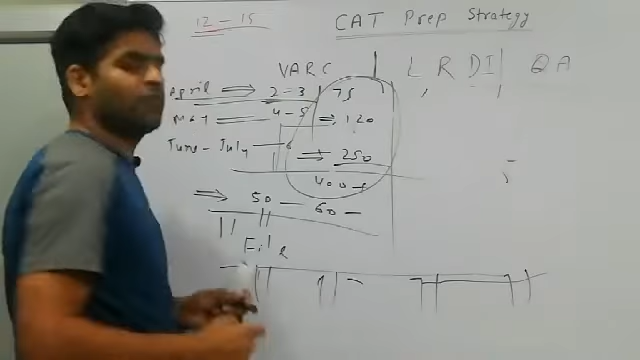 12 - 15
CAT Prep Strategy
VARC LRDI QA
April ⇒ 2 - 3 75
May 4 - 5 ⇒ 120
June - July ⇒ 250
400
⇒ 50 - 60 -
File